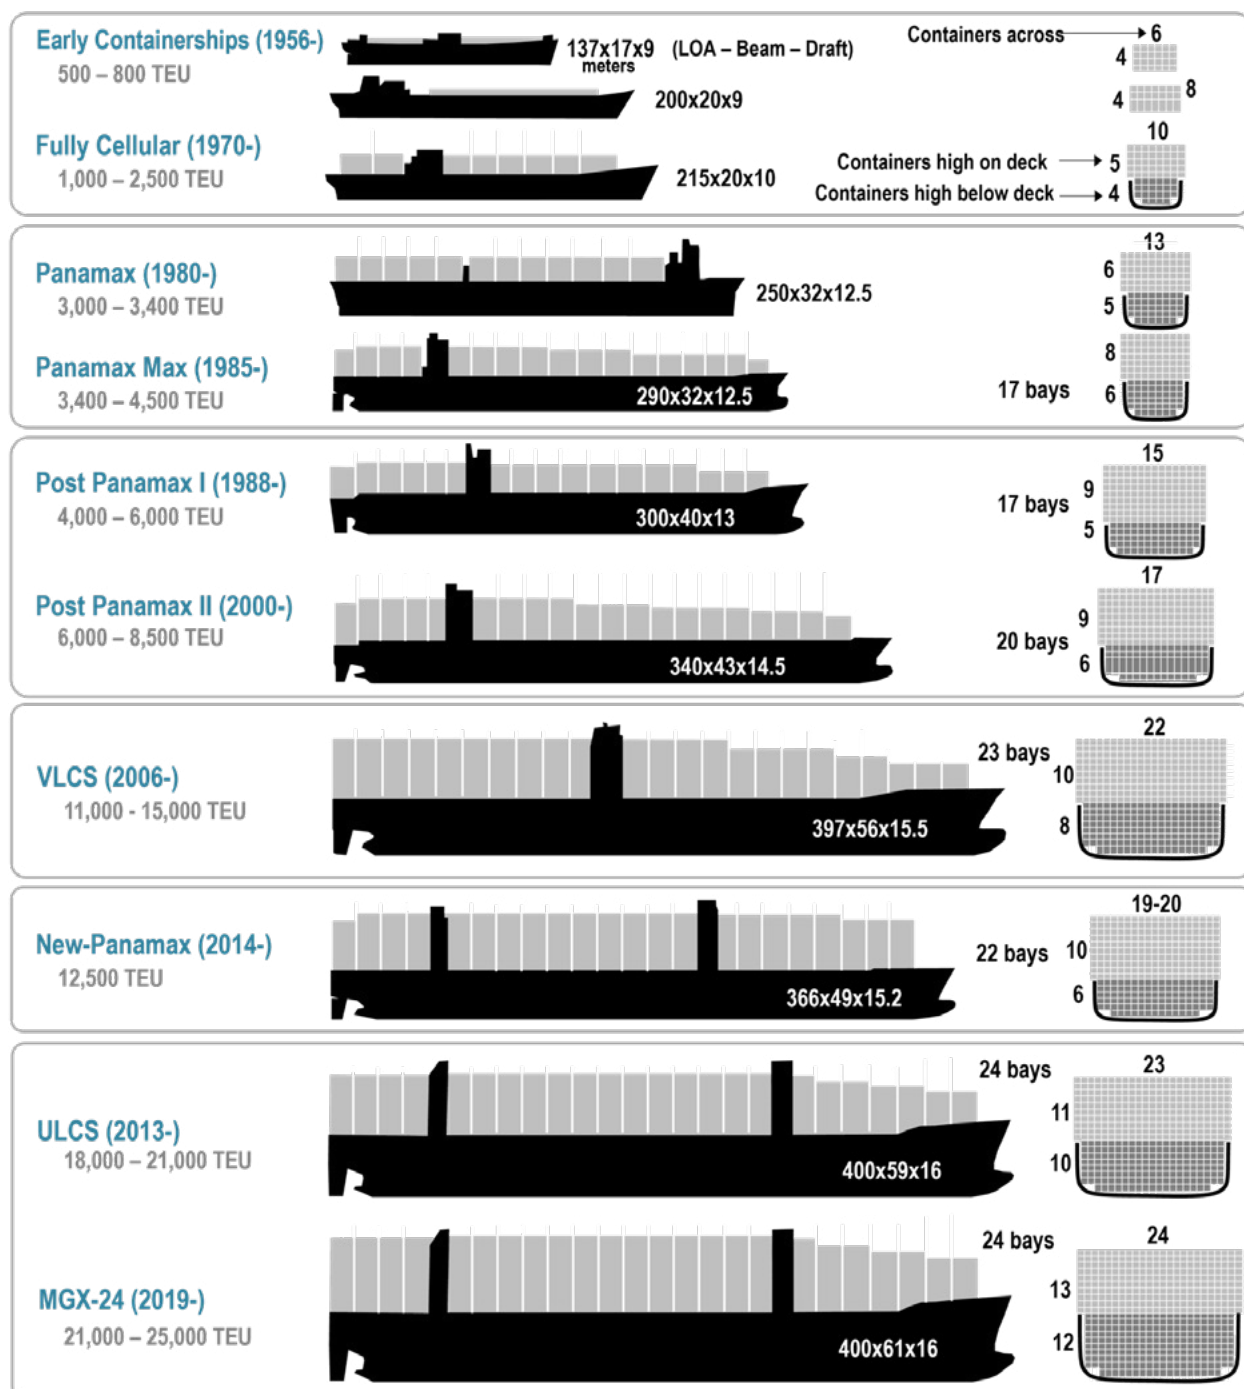 Early Containerships (1956-)
500 – 800 TEU
137x17x9 (LOA – Beam – Draft)
meters
Containers across
6
4
200x20x9
8
4
Fully Cellular (1970-)
1,000 – 2,500 TEU
215x20x10
10
Containers high on deck
5
Containers high below deck
4
Panamax (1980-)
3,000 – 3,400 TEU
250x32x12.5
13
6
5
Panamax Max (1985-)
3,400 – 4,500 TEU
290x32x12.5
17 bays
8
6
Post Panamax I (1988-)
4,000 – 6,000 TEU
300x40x13
17 bays
15
9
5
Post Panamax II (2000-)
6,000 – 8,500 TEU
340x43x14.5
20 bays
17
9
6
VLCS (2006-)
11,000 - 15,000 TEU
397x56x15.5
23 bays
22
10
8
New-Panamax (2014-)
12,500 TEU
366x49x15.2
22 bays
19-20
10
6
ULCS (2013-)
18,000 – 21,000 TEU
400x59x16
24 bays
23
11
10
MGX-24 (2019-)
21,000 – 25,000 TEU
400x61x16
24 bays
24
13
12